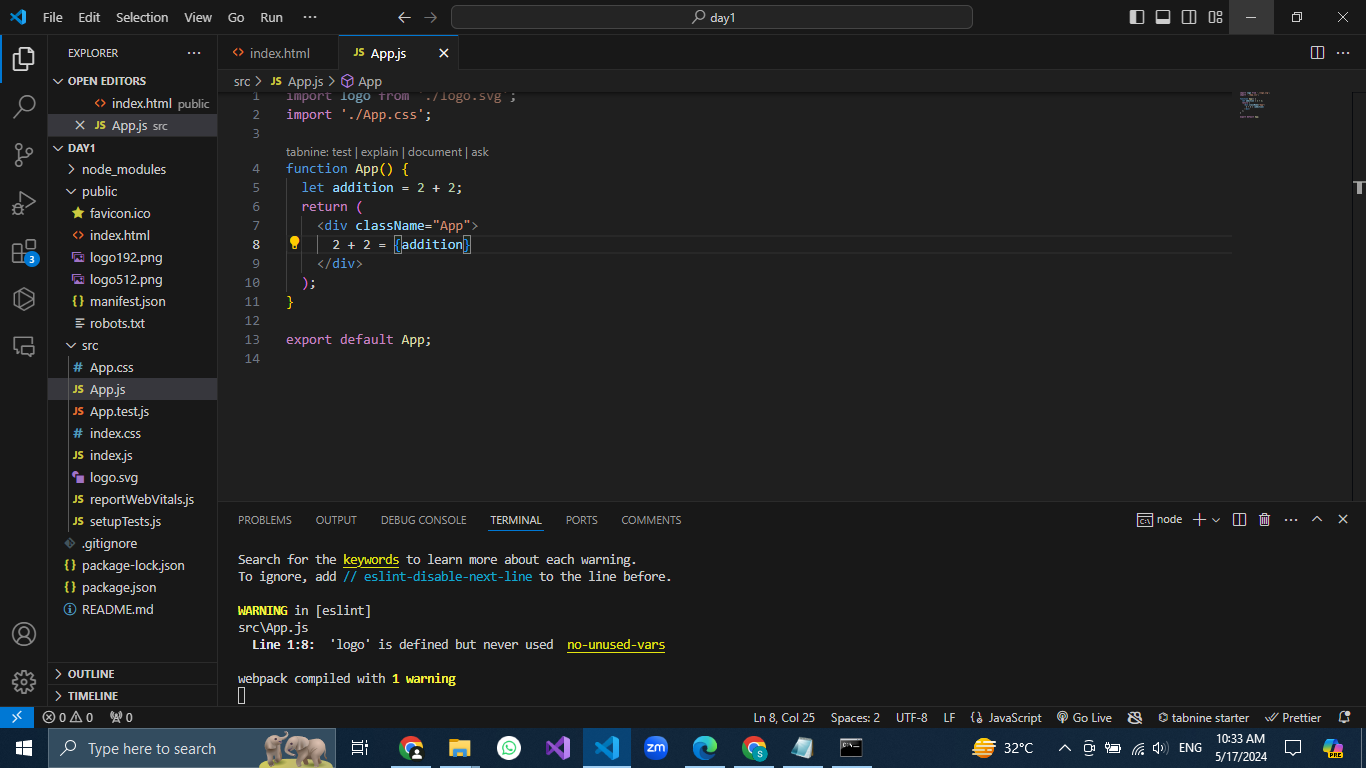 File Edit Selection View Go Run ··· day1
EXPLORER ···
OPEN EDITORS
index.html public
App.js src
DAY1
node_modules
public
favicon.ico
index.html
logo192.png
logo512.png
manifest.json
robots.txt
src
App.css
App.js
App.test.js
index.css
index.js
logo.svg
reportWebVitals.js
setupTests.js
.gitignore
package-lock.json
package.json
README.md
OUTLINE
TIMELINE
3
index.html App.js
src > JS App.js > App
1 import logo from './logo.svg';
2 import './App.css';
3
tabnine: test | explain | document | ask
4 function App() {
5 let addition = 2 + 2;
6 return (
7 <div className="App">
8 2 + 2 = {addition}
9 </div>
10 );
11 }
12
13 export default App;
14
PROBLEMS OUTPUT DEBUG CONSOLE TERMINAL PORTS COMMENTS node
Search for the keywords to learn more about each warning.
To ignore, add // eslint-disable-next-line to the line before.
WARNING in [eslint]
src\App.js
Line 1:8: 'logo' is defined but never used no-unused-vars
webpack compiled with 1 warning
0 0 0 Ln 8, Col 25 Spaces: 2 UTF-8 LF {} JavaScript Go Live tabnine starter Prettier
Type here to search 32°C ENG 10:33 AM
5/17/2024